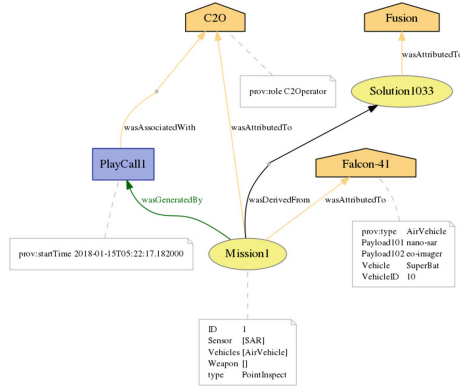 C2O
Fusion
prov:role C2Operator
Solution1033
wasAttributedTo
wasAssociatedWith
wasAttributedTo
PlayCall1
Falcon-41
wasGeneratedBy
wasDerivedFrom
wasAttributedTo
prov:startTime 2018-01-15T05:22:17.182000
prov:type AirVehicle
Payload101 nano-sar
Payload102 eo-imager
Vehicle SuperBat
VehicleID 10
Mission1
ID 1
Sensor [SAR]
Vehicles [AirVehicle]
Weapon []
type PointInspect